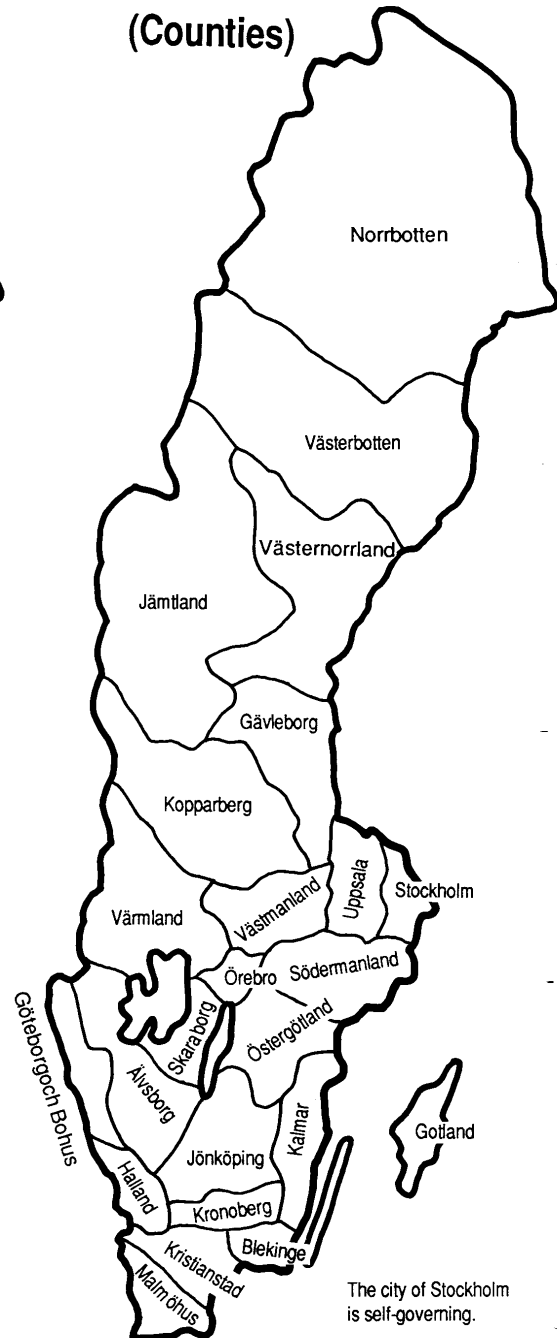 (Counties)
Norrbotten
Västerbotten
Västernorrland
Jämtland
Gävleborg
Kopparberg
Uppsala
Stockholm
Västmanland
Värmland
Örebro
Södermanland
Skaraborg
Östergötland
Göteborgoch Bohus
Älvsborg
Kalmar
Gotland
Jönköping
Halland
Kronoberg
Blekinge
Kristianstad
Malmöhus
The city of Stockholm
is self-governing.